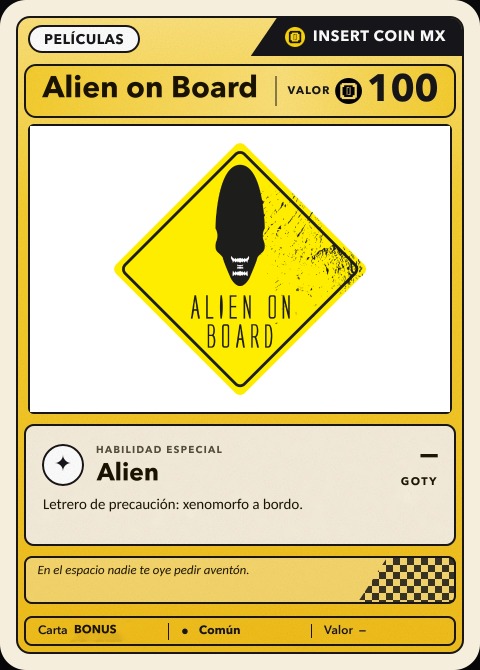 PELÍCULAS
INSERT COIN MX
Alien on Board
VALOR 100
ALIEN ON
BOARD
HABILIDAD ESPECIAL
Alien
—
GOTY
Letrero de precaución: xenomorfo a bordo.
En el espacio nadie te oye pedir aventón.
Carta BONUS
● Común
Valor —